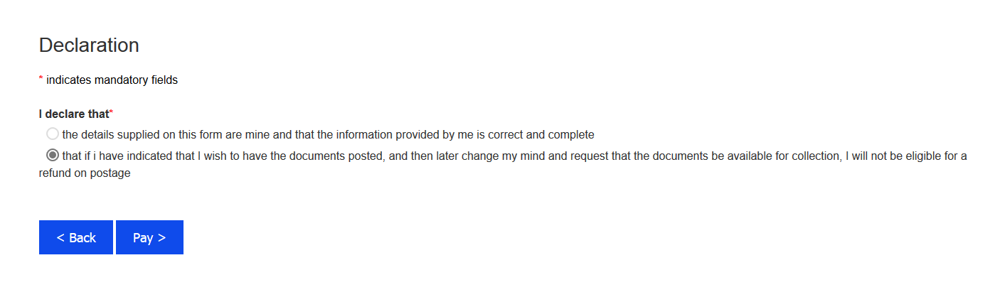 Declaration
* indicates mandatory fields
I declare that*
the details supplied on this form are mine and that the information provided by me is correct and complete
that if i have indicated that I wish to have the documents posted, and then later change my mind and request that the documents be available for collection, I will not be eligible for a
refund on postage
< Back
Pay >